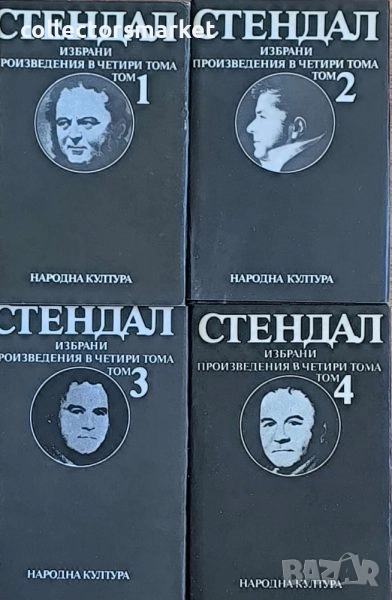 collectorsmarket
СТЕНДАЛ
ИЗБРАНИ
ПРОИЗВЕДЕНИЯ В ЧЕТИРИ ТОМА
ТОМ 1
НАРОДНА КУЛТУРА
СТЕНДАЛ
ИЗБРАНИ
ПРОИЗВЕДЕНИЯ В ЧЕТИРИ ТОМА
ТОМ 2
НАРОДНА КУЛТУРА
СТЕНДАЛ
ИЗБРАНИ
ПРОИЗВЕДЕНИЯ В ЧЕТИРИ ТОМА
ТОМ 3
НАРОДНА КУЛТУРА
СТЕНДАЛ
ИЗБРАНИ
ПРОИЗВЕДЕНИЯ В ЧЕТИРИ ТОМА
ТОМ 4
НАРОДНА КУЛТУРА
BAZAR